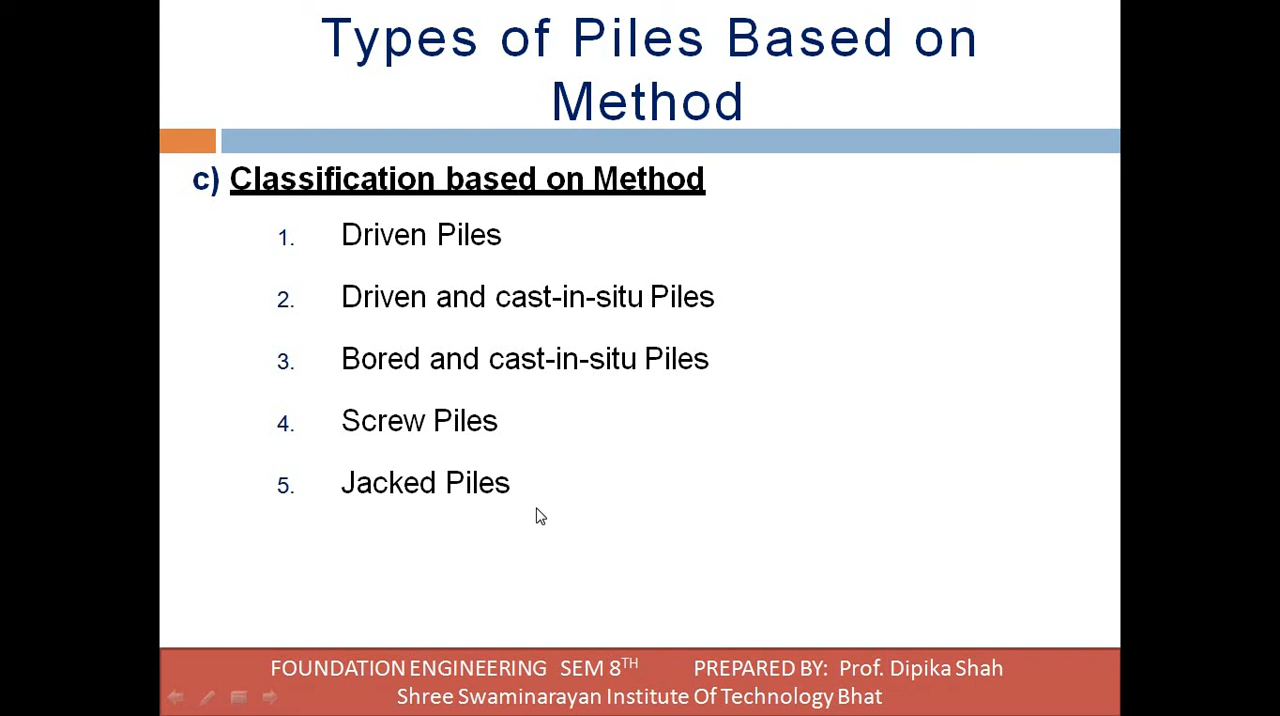 Types of Piles Based on
Method
c) Classification based on Method
1. Driven Piles
2. Driven and cast-in-situ Piles
3. Bored and cast-in-situ Piles
4. Screw Piles
5. Jacked Piles
FOUNDATION ENGINEERING SEM 8TH PREPARED BY: Prof. Dipika Shah
Shree Swaminarayan Institute Of Technology Bhat